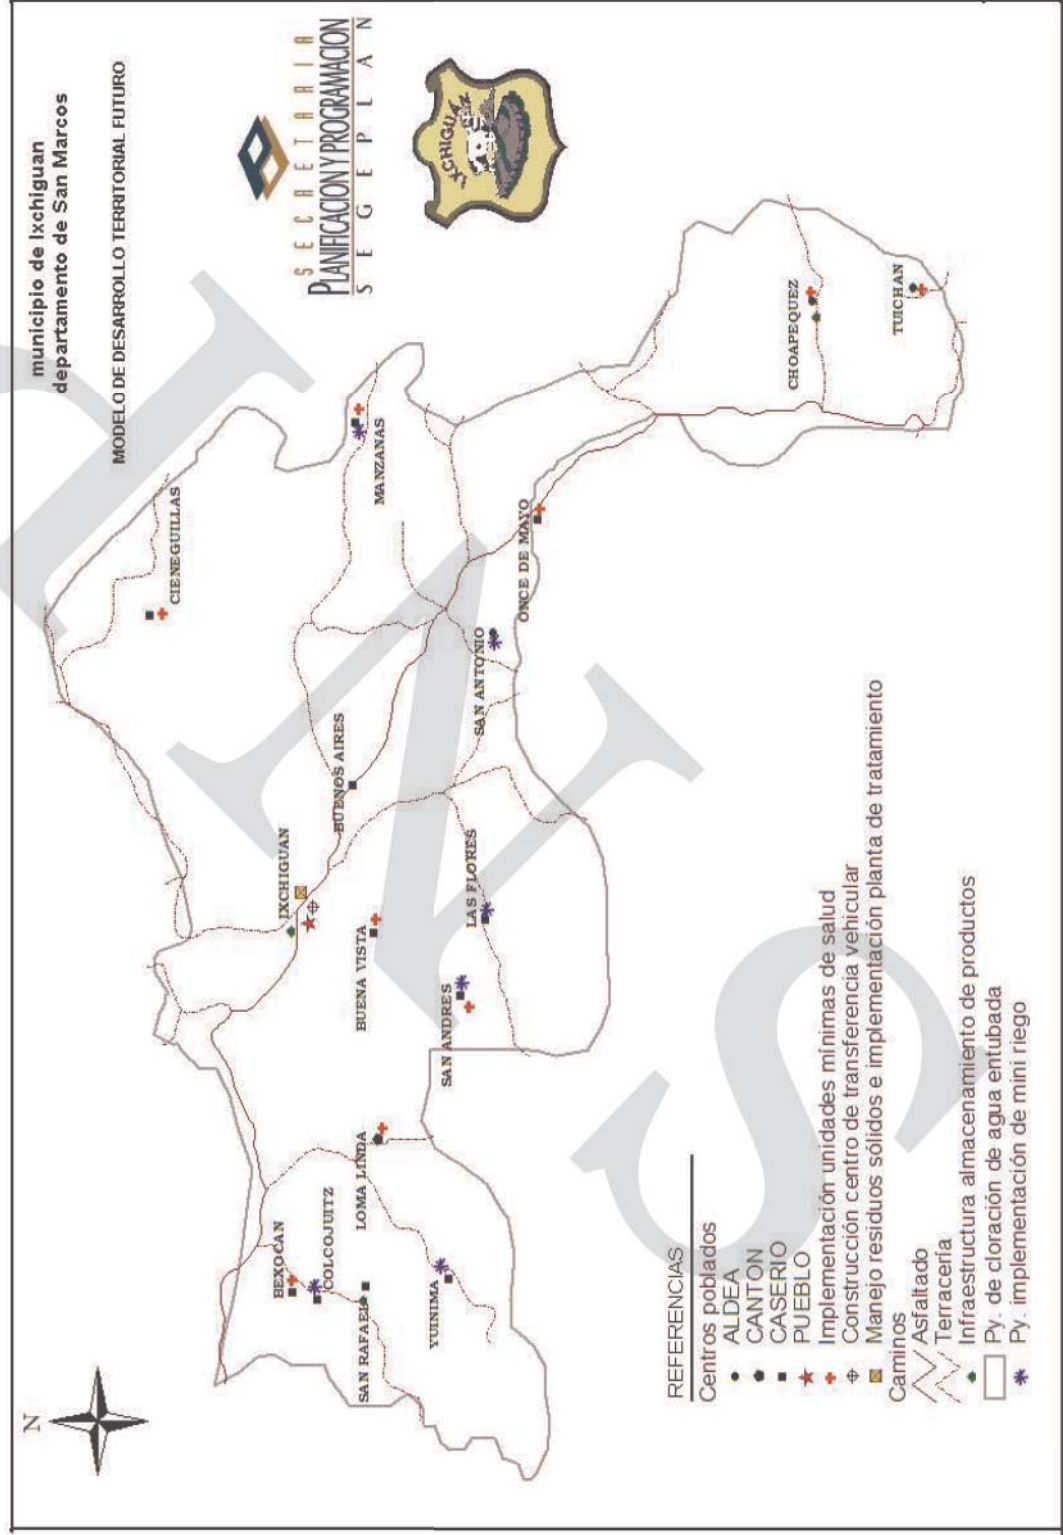 municipio de Ixchiguan
departamento de San Marcos
MODELO DE DESARROLLO TERRITORIAL FUTURO
SECRETARIA
PLANIFICACION Y PROGRAMACION
SEGEPLAN
IXCHIGUAN
N
CIENEGUILLAS
MANZANAS
IXCHIGUAN
BUENOS AIRES
BUENA VISTA
SAN ANTONIO
ONCE DE MAYO
CHOAPEQUEZ
TUICHAN
LAS FLORES
SAN ANDRES
LOMA LINDA
BEXOCAN
COLCOJUITZ
SAN RAFAEL
YUINIMA
REFERENCIAS
Centros poblados
ALDEA
CANTON
CASERIO
PUEBLO
Implementación unidades mínimas de salud
Construcción centro de transferencia vehicular
Manejo residuos sólidos e implementación planta de tratamiento
Caminos
Asfaltado
Terracería
Infraestructura almacenamiento de productos
Py. de cloración de agua entubada
Py. implementación de mini riego